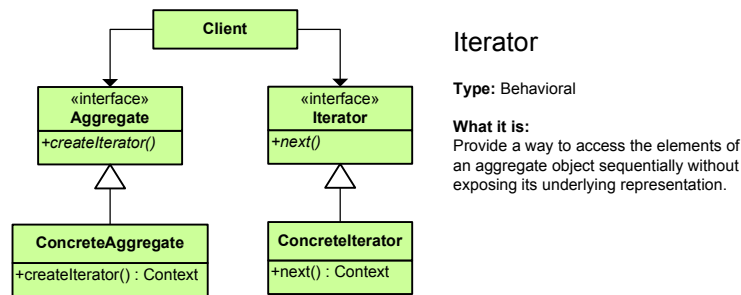 Client
«interface»
Aggregate
+createIterator()
«interface»
Iterator
+next()
ConcreteAggregate
+createIterator() : Context
ConcreteIterator
+next() : Context
Iterator
Type: Behavioral
What it is:
Provide a way to access the elements of
an aggregate object sequentially without
exposing its underlying representation.